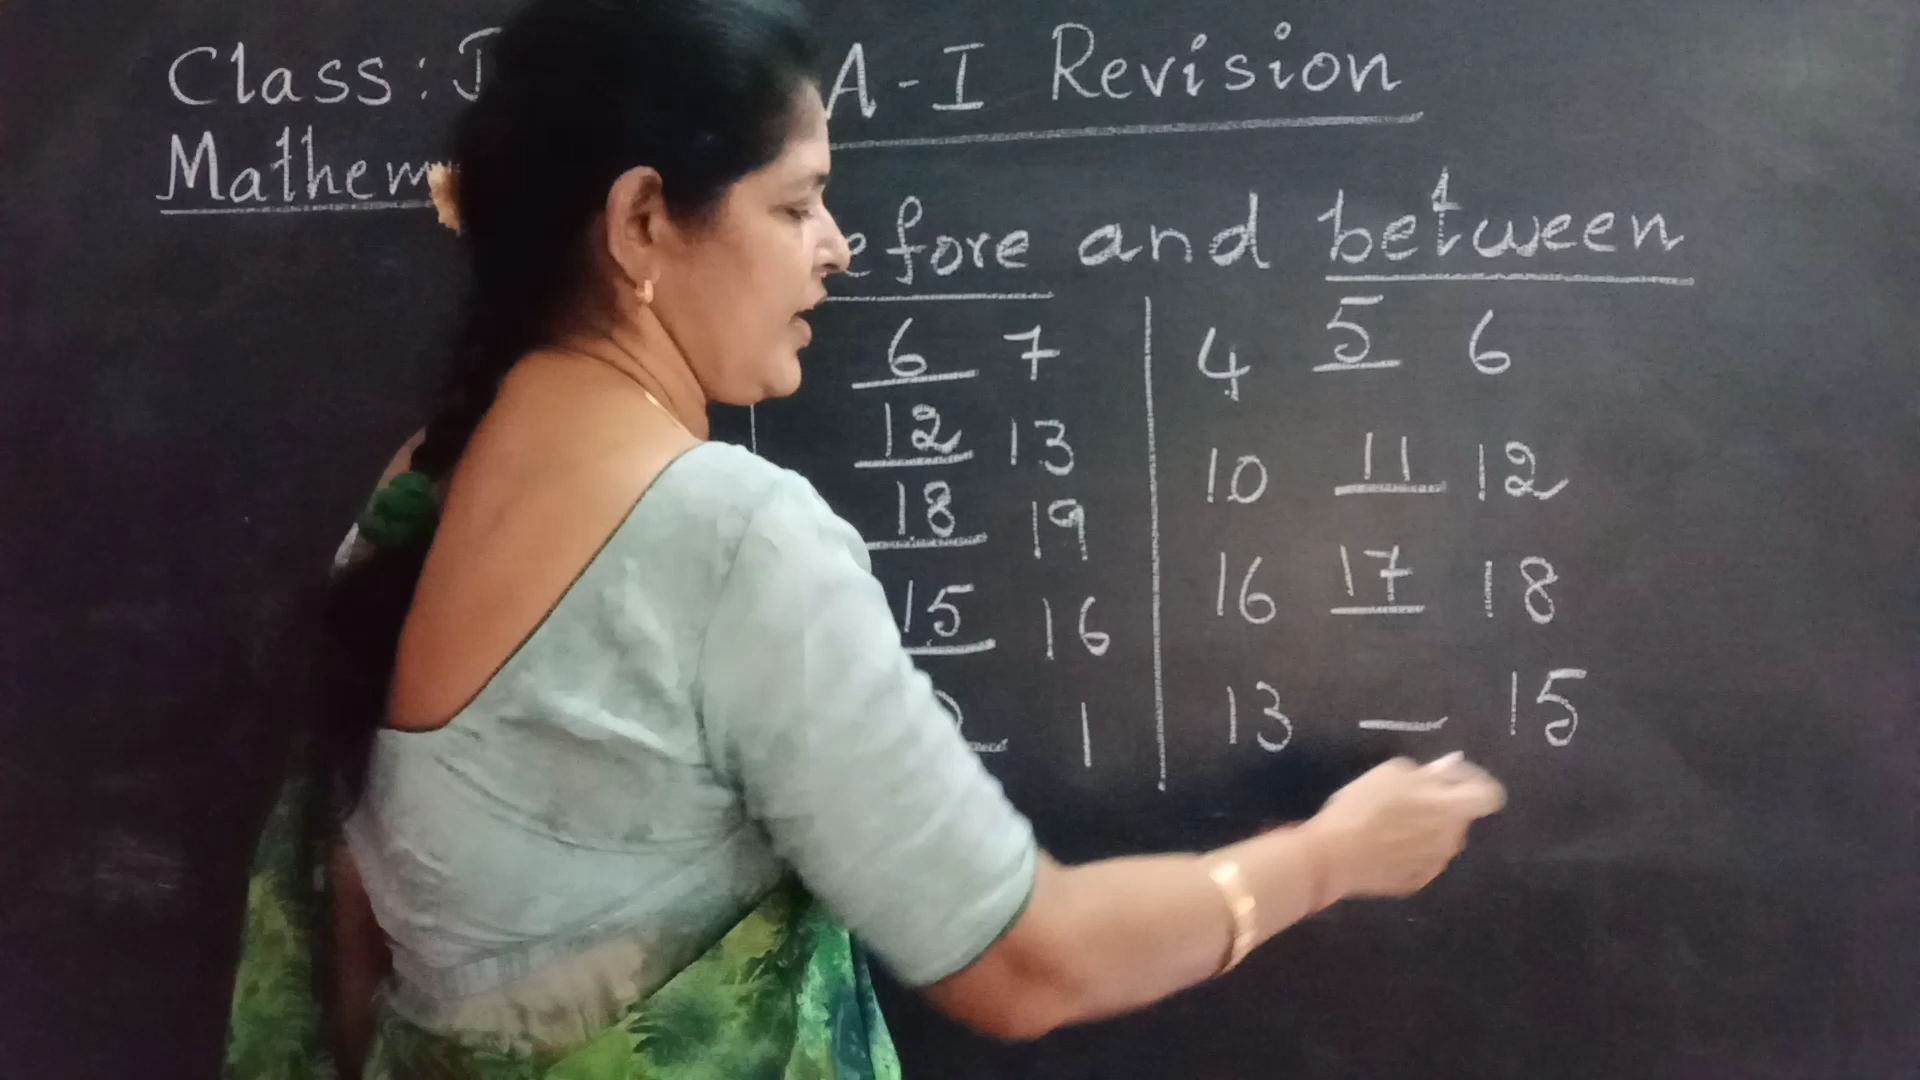 Class: J A-I Revision
Mathem
efore and between
6 7 4 5 6
12 13 10 11 12
18 19 16 17 18
15 16 13 __ 15
1